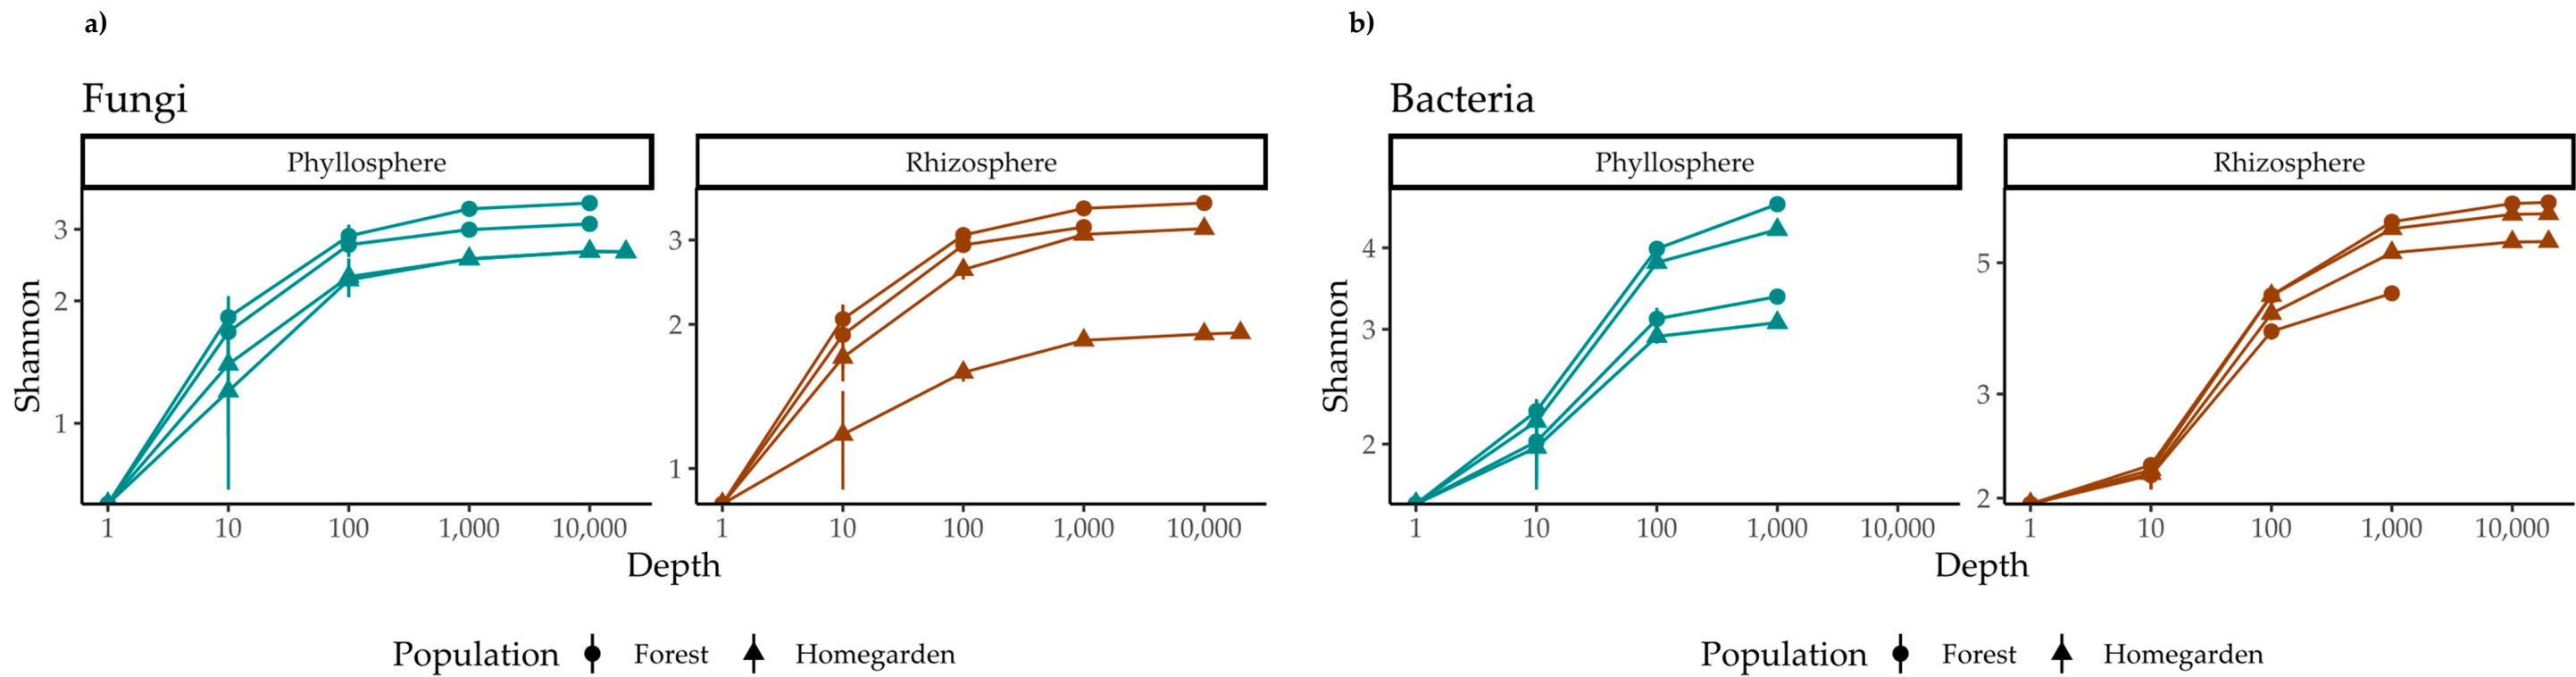 a)
Fungi
Phyllosphere
Rhizosphere
Shannon
3
2
1
3
2
1
1 10 100 1,000 10,000
1 10 100 1,000 10,000
Depth
Population Forest Homegarden
b)
Bacteria
Phyllosphere
Rhizosphere
Shannon
4
3
2
5
3
2
1 10 100 1,000 10,000
1 10 100 1,000 10,000
Depth
Population Forest Homegarden